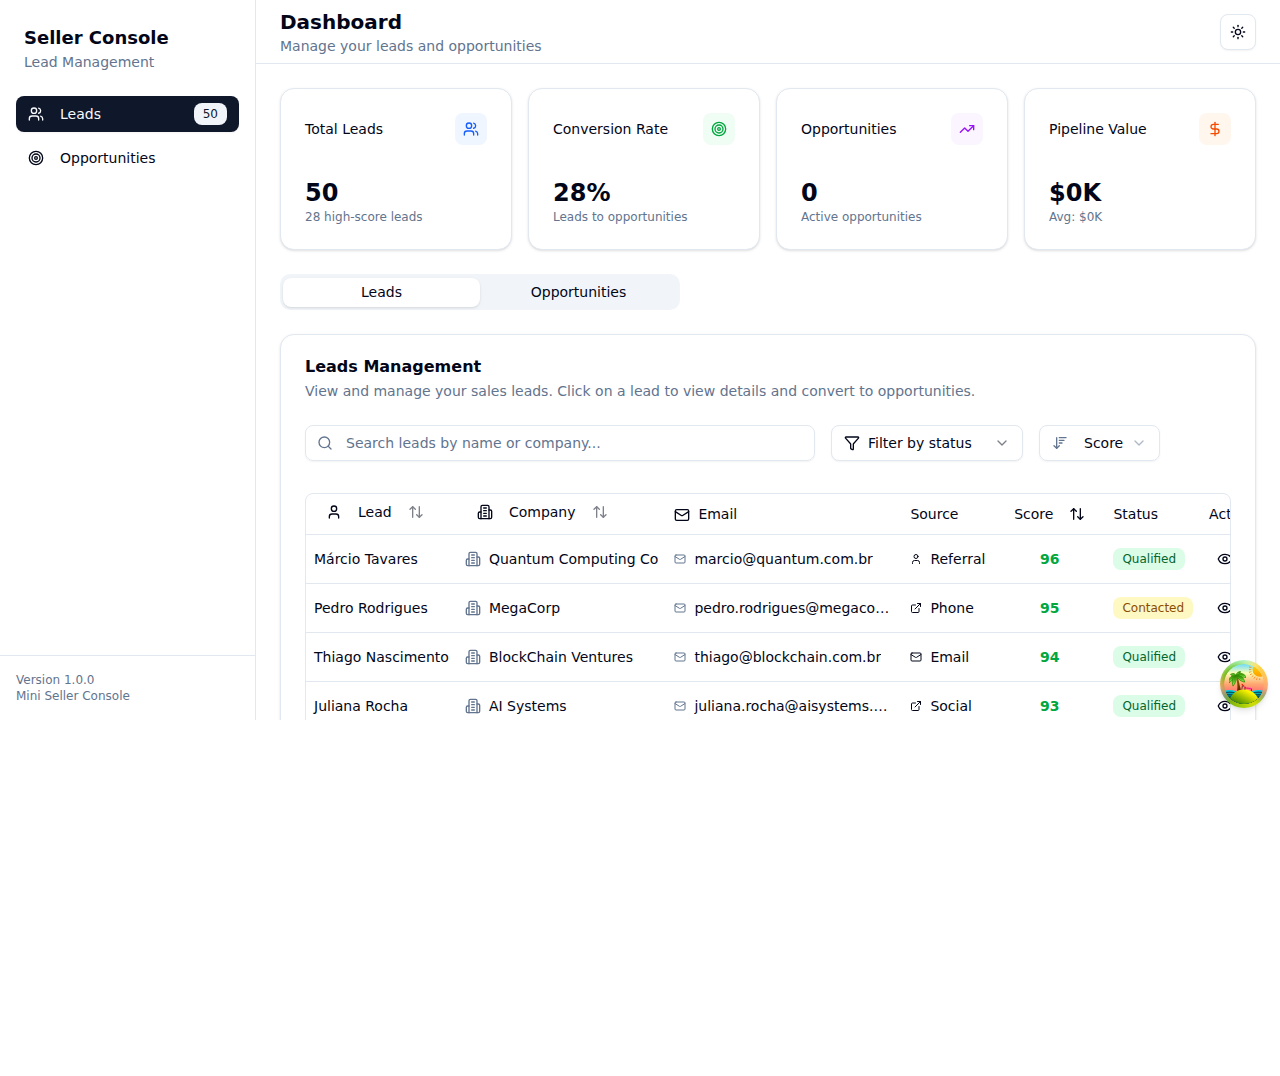 Seller Console
Lead Management
Leads 50
Opportunities
Version 1.0.0
Mini Seller Console
Dashboard
Manage your leads and opportunities
Total Leads
50
28 high-score leads
Conversion Rate
28%
Leads to opportunities
Opportunities
0
Active opportunities
Pipeline Value
$0K
Avg: $0K
Leads Opportunities
Leads Management
View and manage your sales leads. Click on a lead to view details and convert to opportunities.
Search leads by name or company...
Filter by status
Score
Lead Company Email Source Score Status Act
Márcio Tavares Quantum Computing Co marcio@quantum.com.br Referral 96 Qualified
Pedro Rodrigues MegaCorp pedro.rodrigues@megaco... Phone 95 Contacted
Thiago Nascimento BlockChain Ventures thiago@blockchain.com.br Email 94 Qualified
Juliana Rocha AI Systems juliana.rocha@aisystems.... Social 93 Qualified